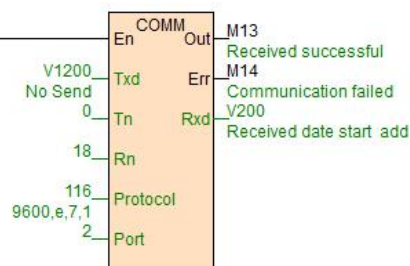 COMM
En
Out
M13
Received successful
V1200
No Send
Txd
Err
M14
Communication failed
0
Tn
Rxd
V200
Received date start add
18
Rn
116
9600,e,7,1
Protocol
2
Port